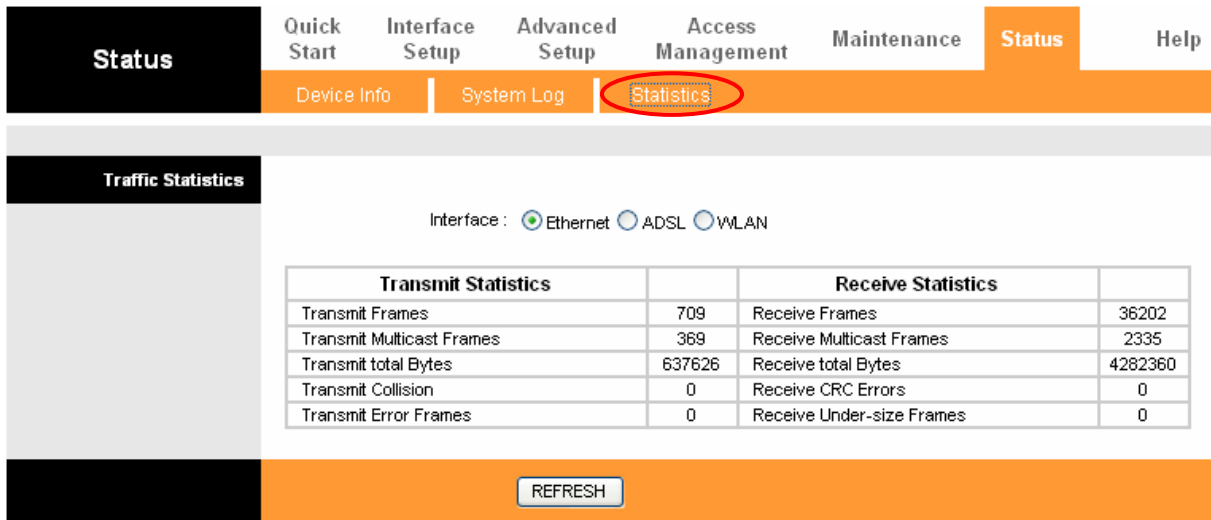 Status
Quick Start
Interface Setup
Advanced Setup
Access Management
Maintenance
Status
Help
Device Info
System Log
Statistics
Traffic Statistics
Interface : Ethernet ADSL WLAN
Transmit Statistics Receive Statistics
Transmit Frames 709 Receive Frames 36202
Transmit Multicast Frames 369 Receive Multicast Frames 2335
Transmit total Bytes 637626 Receive total Bytes 4282360
Transmit Collision 0 Receive CRC Errors 0
Transmit Error Frames 0 Receive Under-size Frames 0
REFRESH